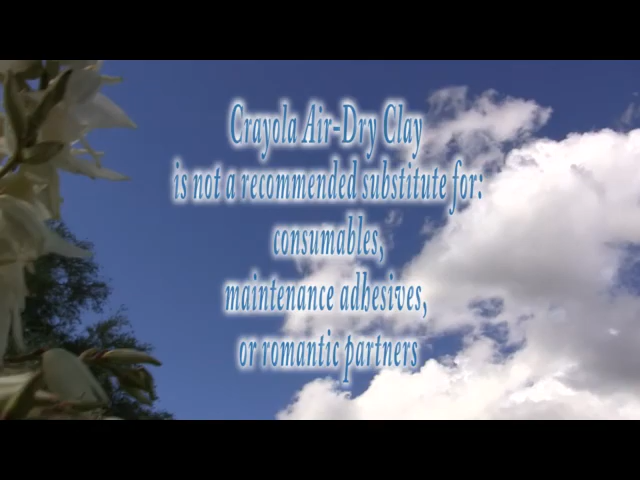 Crayola Air-Dry Clay
is not a recommended substitute for:
consumables,
maintenance adhesives,
or romantic partners